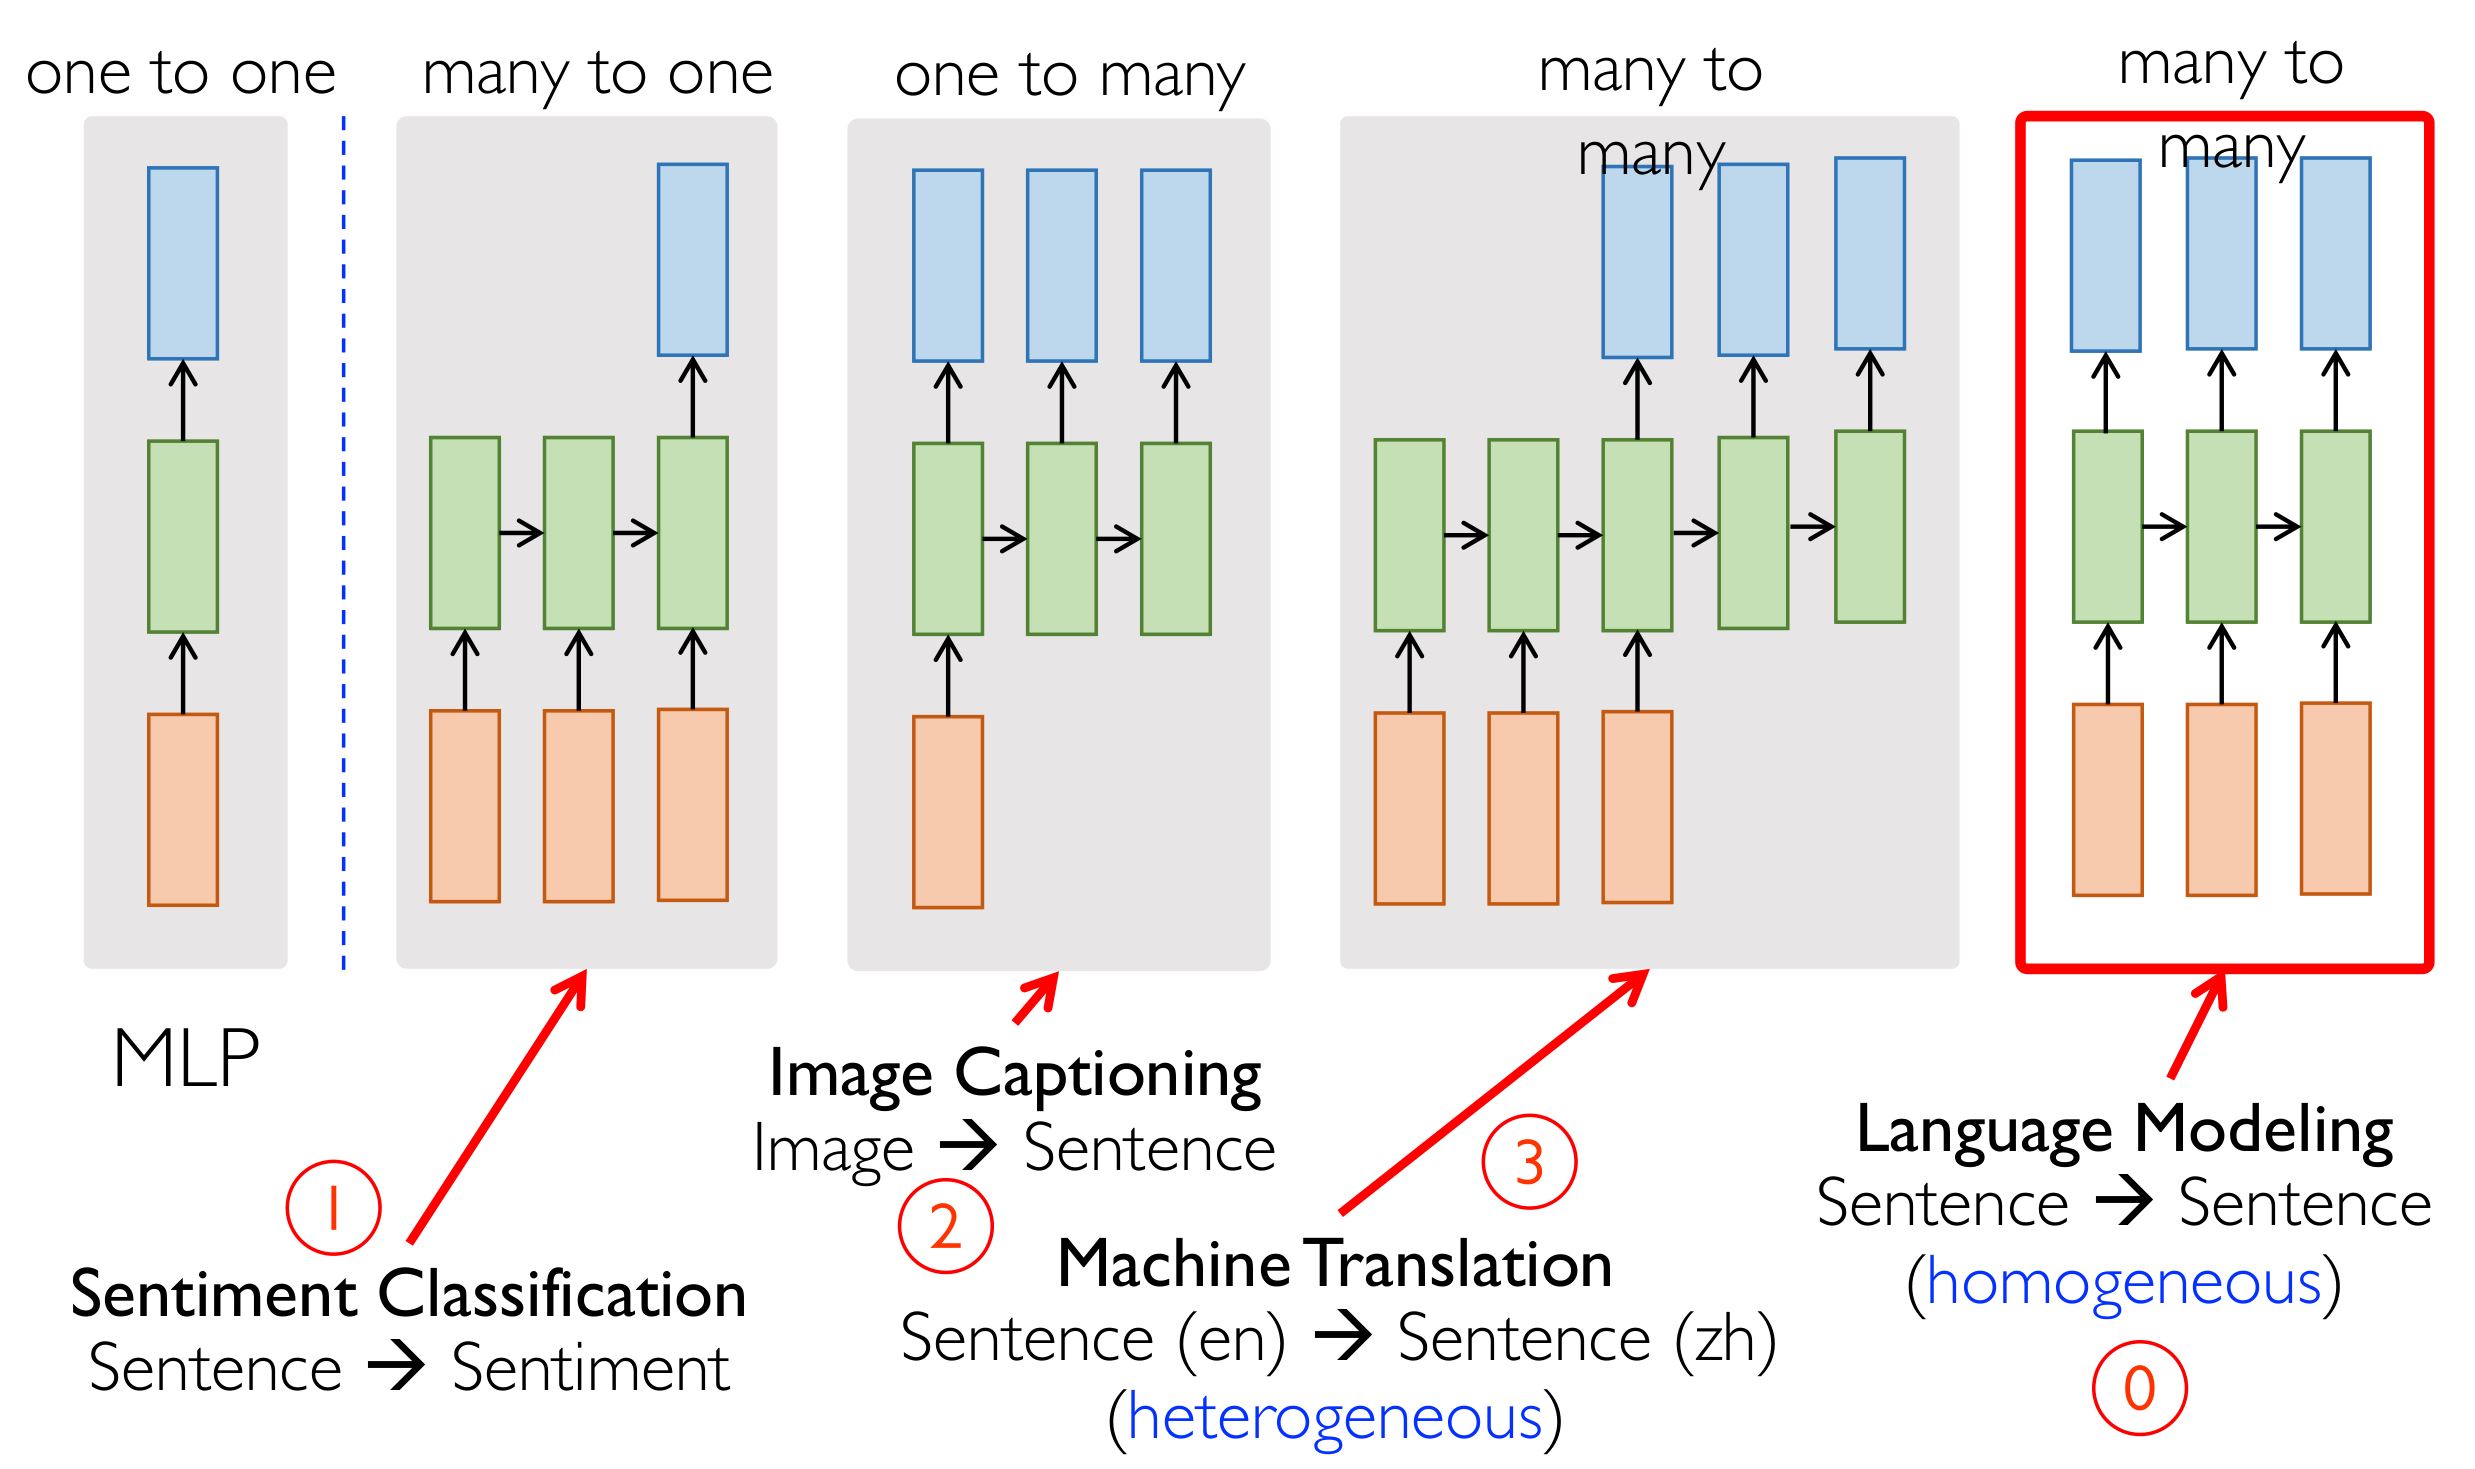 one to one
many to one
one to many
many to
many
many to
many
MLP
1
Sentiment Classification
Sentence → Sentiment
Image Captioning
Image → Sentence
2
3
Machine Translation
Sentence (en) → Sentence (zh)
(heterogeneous)
Language Modeling
Sentence → Sentence
(homogeneous)
0